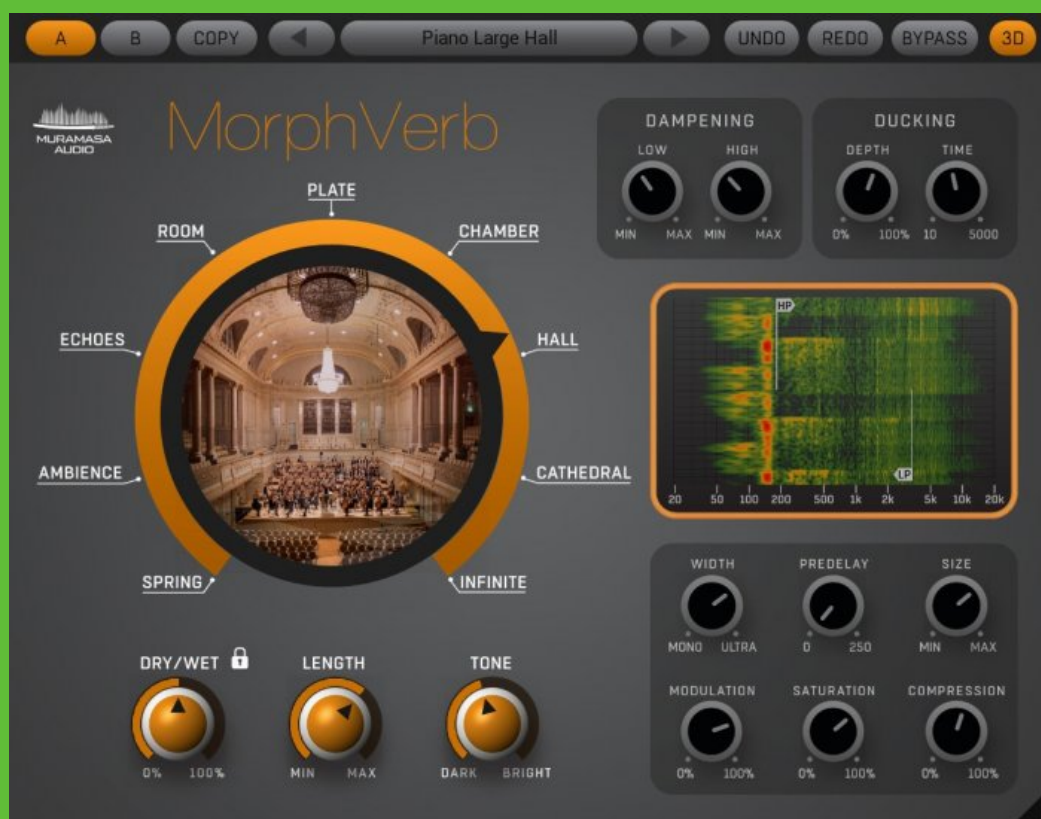 A B COPY Piano Large Hall UNDO REDO BYPASS 3D
MURAMASA
AUDIO
MorphVerb
PLATE
ROOM
CHAMBER
ECHOES
HALL
AMBIENCE
CATHEDRAL
SPRING
INFINITE
DRY/WET LENGTH TONE
0% 100% MIN MAX DARK BRIGHT
DAMPENING
LOW HIGH
MIN MAX MIN MAX
DUCKING
DEPTH TIME
0% 100% 10 5000
HP
LP
20 50 100 200 500 1k 2k 5k 10k 20k
WIDTH PREDELAY SIZE
MONO ULTRA 0 250 MIN MAX
MODULATION SATURATION COMPRESSION
0% 100% 0% 100% 0% 100%